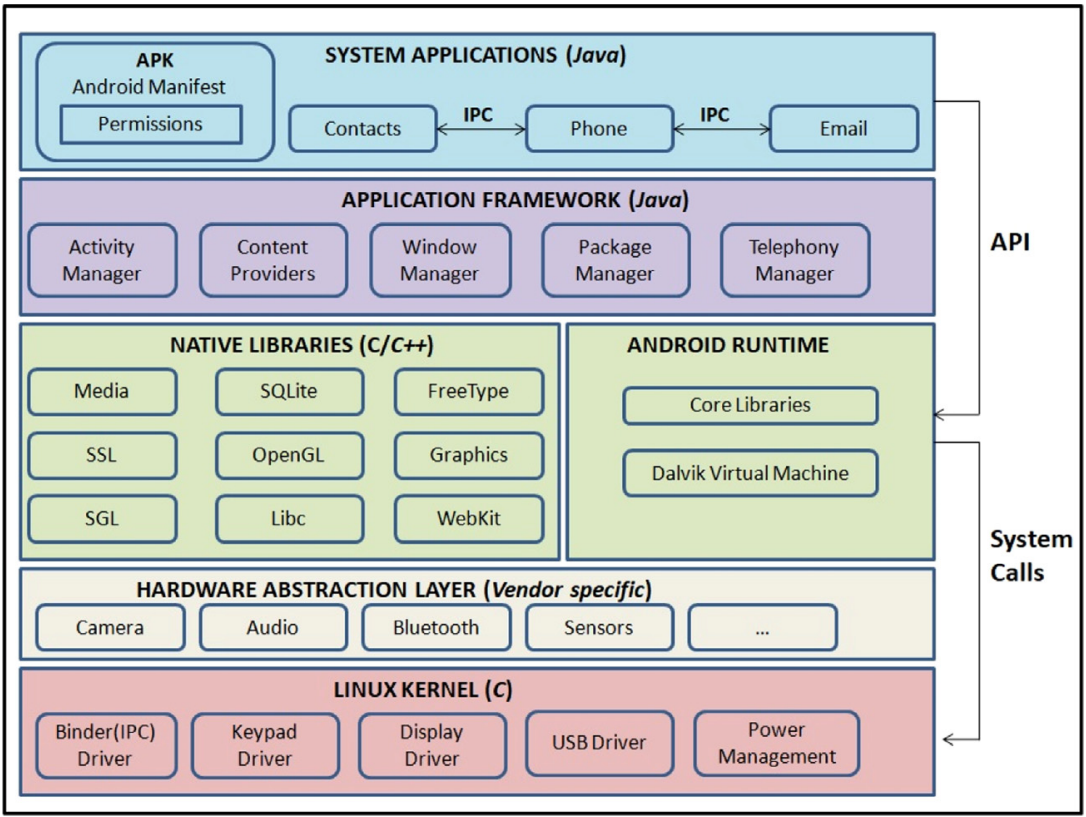 SYSTEM APPLICATIONS (Java)
APK
Android Manifest
Permissions
Contacts
IPC
Phone
IPC
Email
APPLICATION FRAMEWORK (Java)
Activity
Manager
Content
Providers
Window
Manager
Package
Manager
Telephony
Manager
API
NATIVE LIBRARIES (C/C++)
Media
SQLite
FreeType
SSL
OpenGL
Graphics
SGL
Libc
WebKit
ANDROID RUNTIME
Core Libraries
Dalvik Virtual Machine
System
Calls
HARDWARE ABSTRACTION LAYER (Vendor specific)
Camera
Audio
Bluetooth
Sensors
...
LINUX KERNEL (C)
Binder(IPC)
Driver
Keypad
Driver
Display
Driver
USB Driver
Power
Management